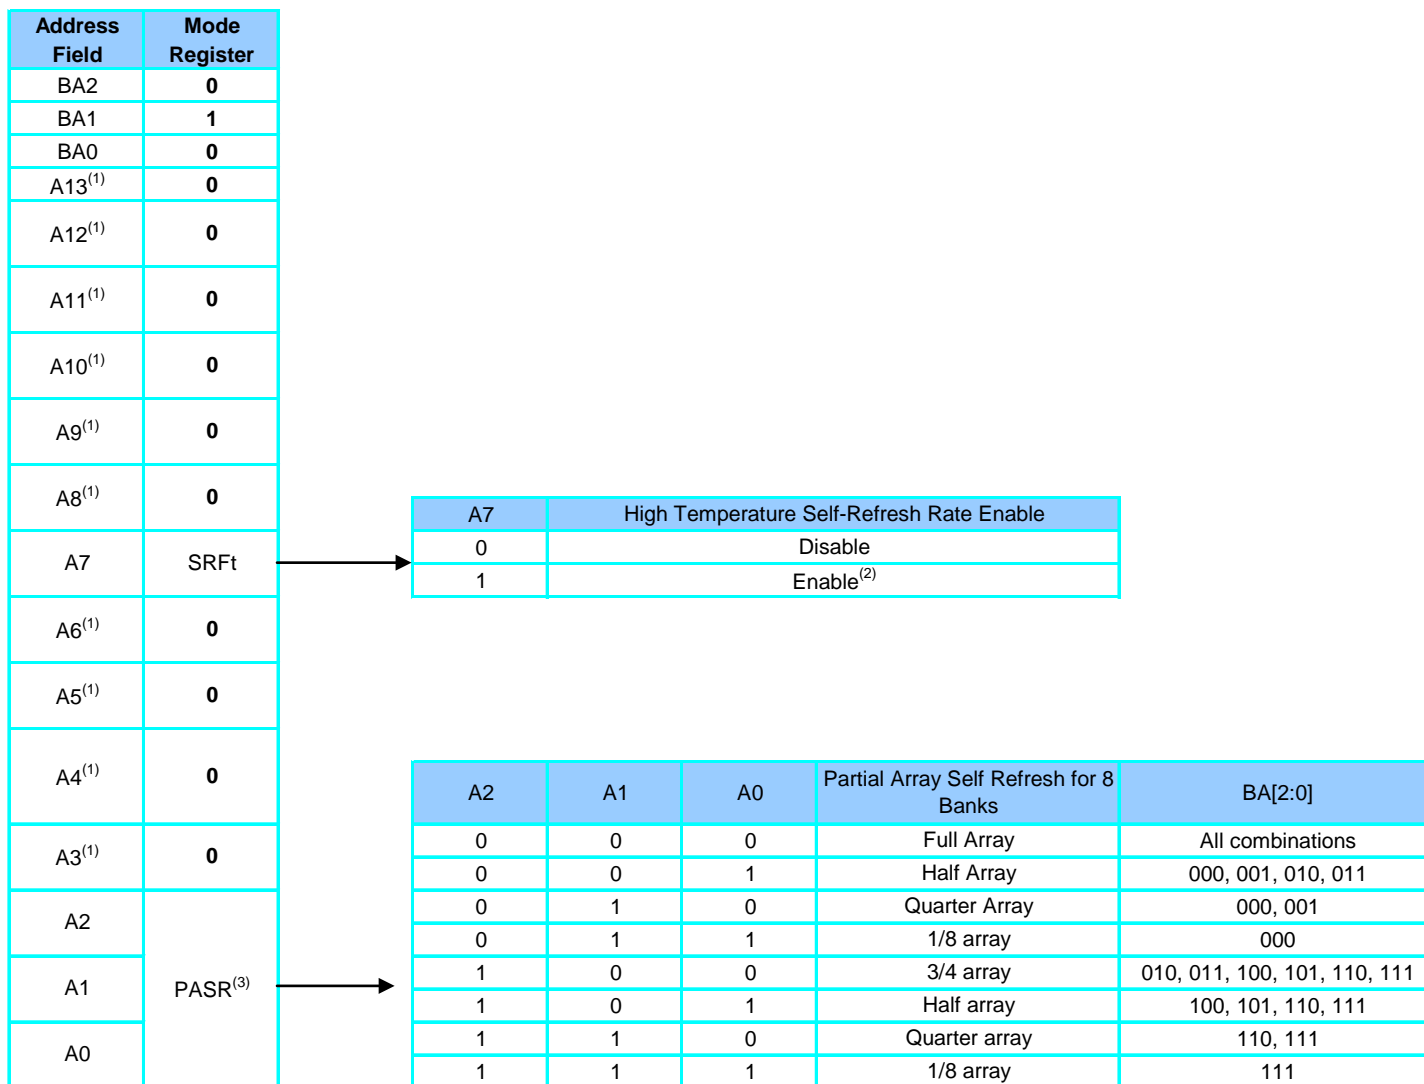 Address Field | Mode Register
BA2 | 0
BA1 | 1
BA0 | 0
A13(1) | 0
A12(1) | 0
A11(1) | 0
A10(1) | 0
A9(1) | 0
A8(1) | 0
A7 | SRFt
A6(1) | 0
A5(1) | 0
A4(1) | 0
A3(1) | 0
A2
A1 | PASR(3)
A0
A7 | High Temperature Self-Refresh Rate Enable
0 | Disable
1 | Enable(2)
A2 | A1 | A0 | Partial Array Self Refresh for 8 Banks | BA[2:0]
0 | 0 | 0 | Full Array | All combinations
0 | 0 | 1 | Half Array | 000, 001, 010, 011
0 | 1 | 0 | Quarter Array | 000, 001
0 | 1 | 1 | 1/8 array | 000
1 | 0 | 0 | 3/4 array | 010, 011, 100, 101, 110, 111
1 | 0 | 1 | Half array | 100, 101, 110, 111
1 | 1 | 0 | Quarter array | 110, 111
1 | 1 | 1 | 1/8 array | 111